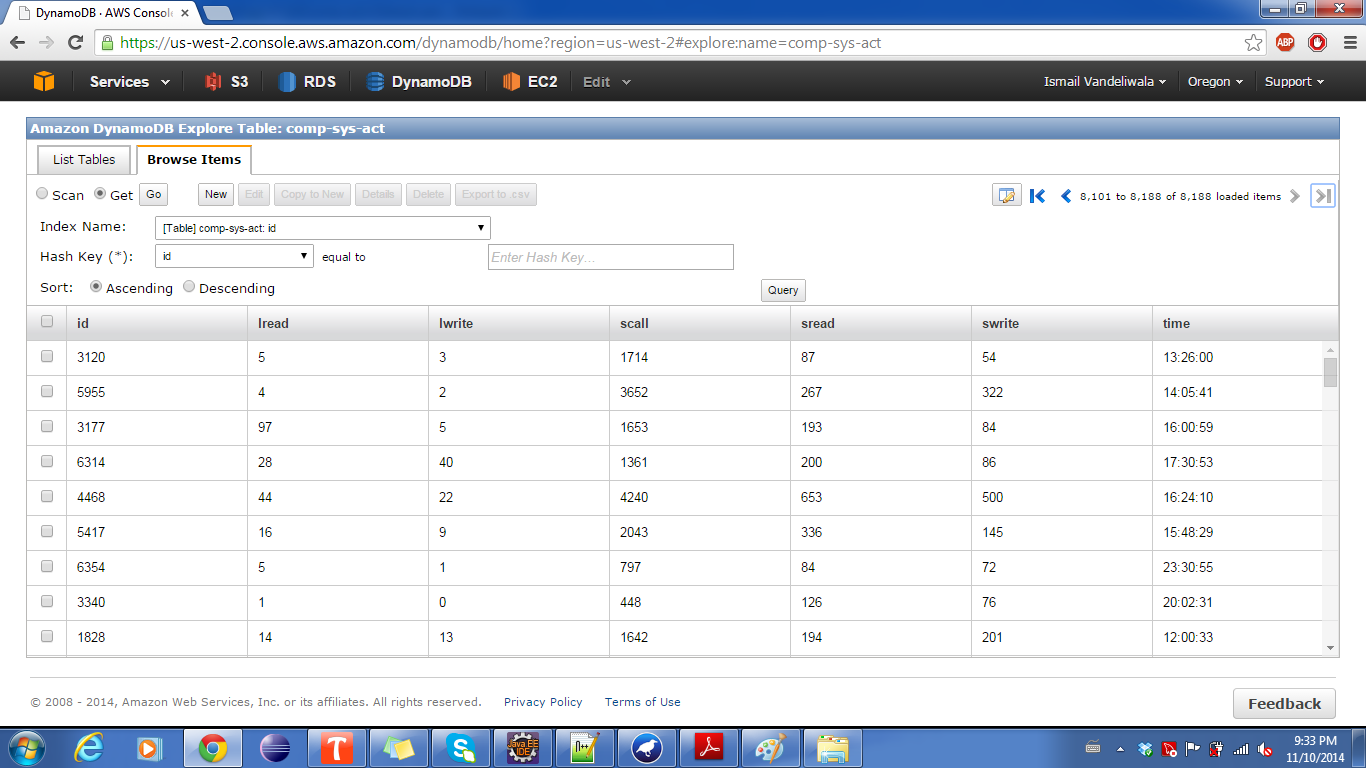 DynamoDB · AWS Consol
https://us-west-2.console.aws.amazon.com/dynamodb/home?region=us-west-2#explore:name=comp-sys-act
ABP
Services S3 RDS DynamoDB EC2 Edit Ismail Vandeliwala Oregon Support
Amazon DynamoDB Explore Table: comp-sys-act
List Tables Browse Items
Scan Get Go New Edit Copy to New Details Delete Export to .csv 8,101 to 8,188 of 8,188 loaded items
Index Name: [Table] comp-sys-act: id
Hash Key (*): id equal to Enter Hash Key...
Sort: Ascending Descending Query
id lread lwrite scall sread swrite time
3120 5 3 1714 87 54 13:26:00
5955 4 2 3652 267 322 14:05:41
3177 97 5 1653 193 84 16:00:59
6314 28 40 1361 200 86 17:30:53
4468 44 22 4240 653 500 16:24:10
5417 16 9 2043 336 145 15:48:29
6354 5 1 797 84 72 23:30:55
3340 1 0 448 126 76 20:02:31
1828 14 13 1642 194 201 12:00:33
© 2008 - 2014, Amazon Web Services, Inc. or its affiliates. All rights reserved. Privacy Policy Terms of Use Feedback
Java EE
IDE
9:33 PM
11/10/2014